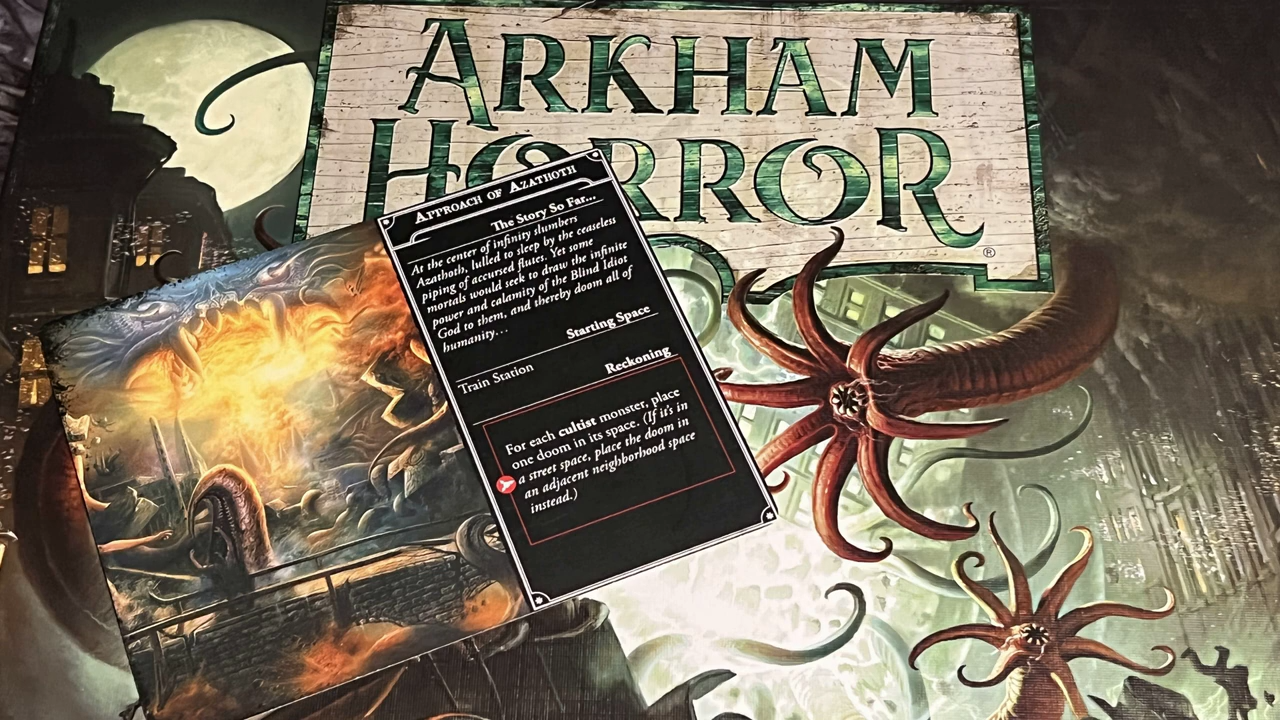 ARKHAM
HORROR
®
APPROACH OF AZATHOTH
The Story So Far...
At the center of infinity slumbers
Azathoth, lulled to sleep by the ceaseless
piping of accursed flutes. Yet some
mortals would seek to draw the infinite
power and calamity of the Blind Idiot
God to them, and thereby doom all of
humanity...
Starting Space
Train Station
Reckoning
For each cultist monster, place
one doom in its space. (If it's in
a street space, place the doom in
an adjacent neighborhood space
instead.)